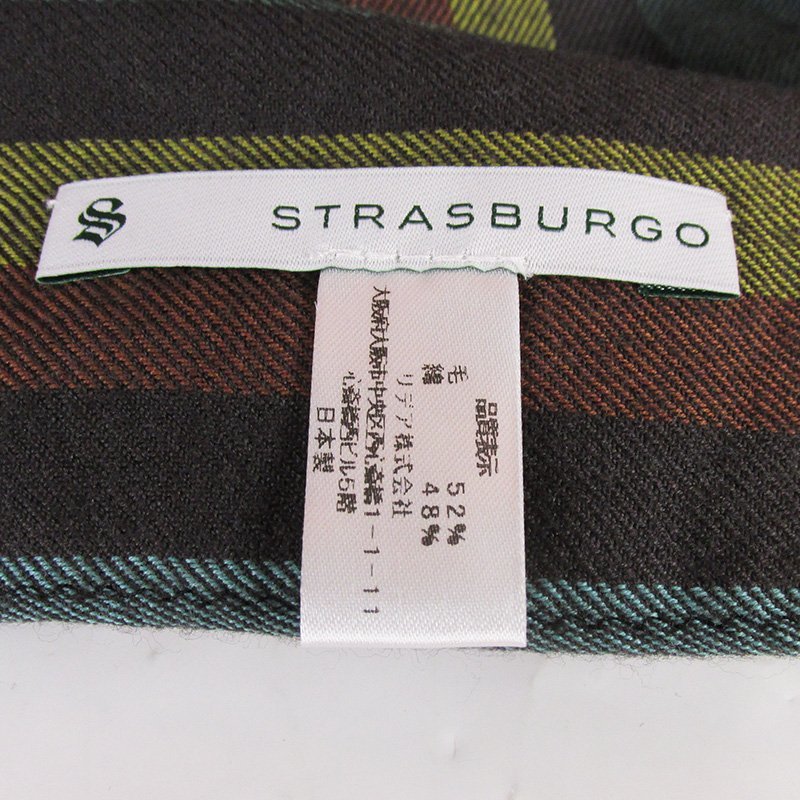 S STRASBURGO
品質表示
毛 52%
綿 48%
リデア株式会社
大阪府大阪市中央区西心斎橋1-1-11
心斎橋西ビル5階
日本製